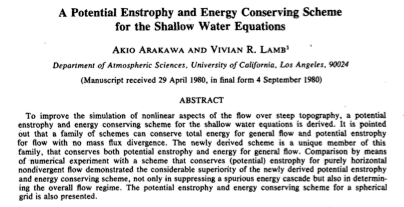 A Potential Enstrophy and Energy Conserving Scheme
for the Shallow Water Equations
AKIO ARAKAWA AND VIVIAN R. LAMB¹
Department of Atmospheric Sciences, University of California, Los Angeles, 90024
(Manuscript received 29 April 1980, in final form 4 September 1980)
ABSTRACT
To improve the simulation of nonlinear aspects of the flow over steep topography, a potential
enstrophy and energy conserving scheme for the shallow water equations is derived. It is pointed
out that a family of schemes can conserve total energy for general flow and potential enstrophy
for flow with no mass flux divergence. The newly derived scheme is a unique member of this
family, that conserves both potential enstrophy and energy for general flow. Comparison by means
of numerical experiment with a scheme that conserves (potential) enstrophy for purely horizontal
nondivergent flow demonstrated the considerable superiority of the newly derived potential enstrophy
and energy conserving scheme, not only in suppressing a spurious energy cascade but also in determin-
ing the overall flow regime. The potential enstrophy and energy conserving scheme for a spherical
grid is also presented.